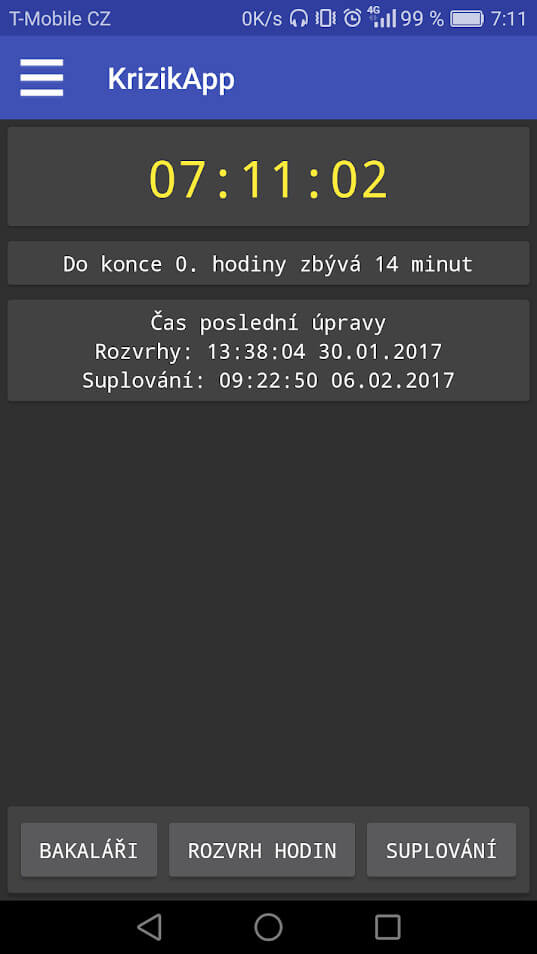 T-Mobile CZ 0K/s 4G 99 % 7:11
KrizikApp
07:11:02
Do konce 0. hodiny zbývá 14 minut
Čas poslední úpravy
Rozvrhy: 13:38:04 30.01.2017
Suplování: 09:22:50 06.02.2017
BAKALÁŘI ROZVRH HODIN SUPLOVÁNÍ